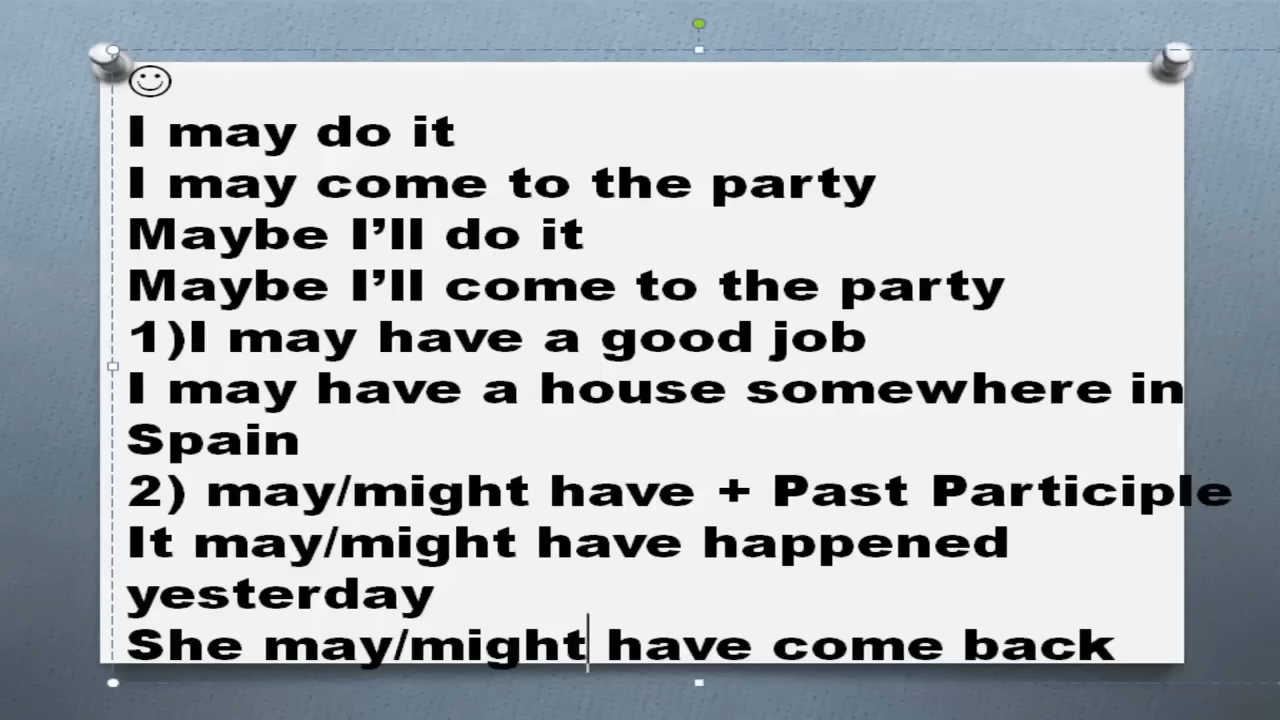 I may do it
I may come to the party
Maybe I’ll do it
Maybe I’ll come to the party
1)I may have a good job
I may have a house somewhere in
Spain
2) may/might have + Past Participle
It may/might have happened
yesterday
She may/might have come back